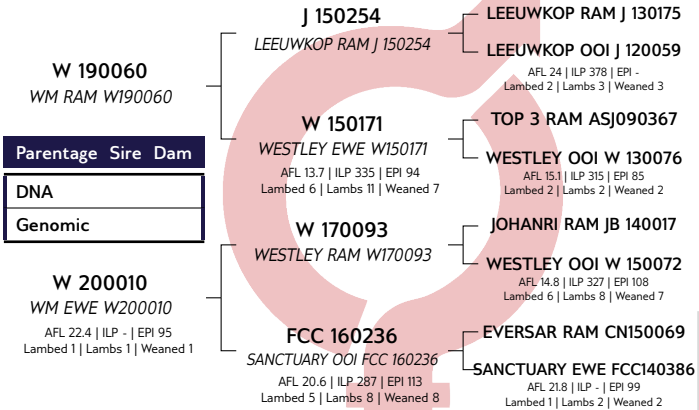 W 190060
WM RAM W190060
Parentage Sire Dam
DNA
Genomic
W 200010
WM EWE W200010
AFL 22.4 | ILP - | EPI 95
Lambed 1 | Lambs 1 | Weaned 1
J 150254
LEEUWKOP RAM J 150254
W 150171
WESTLEY EWE W150171
AFL 13.7 | ILP 335 | EPI 94
Lambed 6 | Lambs 11 | Weaned 7
W 170093
WESTLEY RAM W170093
FCC 160236
SANCTUARY OOI FCC 160236
AFL 20.6 | ILP 287 | EPI 113
Lambed 5 | Lambs 8 | Weaned 8
LEEUWKOP RAM J 130175
LEEUWKOP OOI J 120059
AFL 24 | ILP 378 | EPI -
Lambed 2 | Lambs 3 | Weaned 3
TOP 3 RAM ASJ090367
WESTLEY OOI W 130076
AFL 15.1 | ILP 315 | EPI 85
Lambed 2 | Lambs 2 | Weaned 2
JOHANRI RAM JB 140017
WESTLEY OOI W 150072
AFL 14.8 | ILP 327 | EPI 108
Lambed 6 | Lambs 8 | Weaned 7
EVERSAR RAM CN150069
SANCTUARY EWE FCC140386
AFL 21.8 | ILP - | EPI 99
Lambed 1 | Lambs 2 | Weaned 2